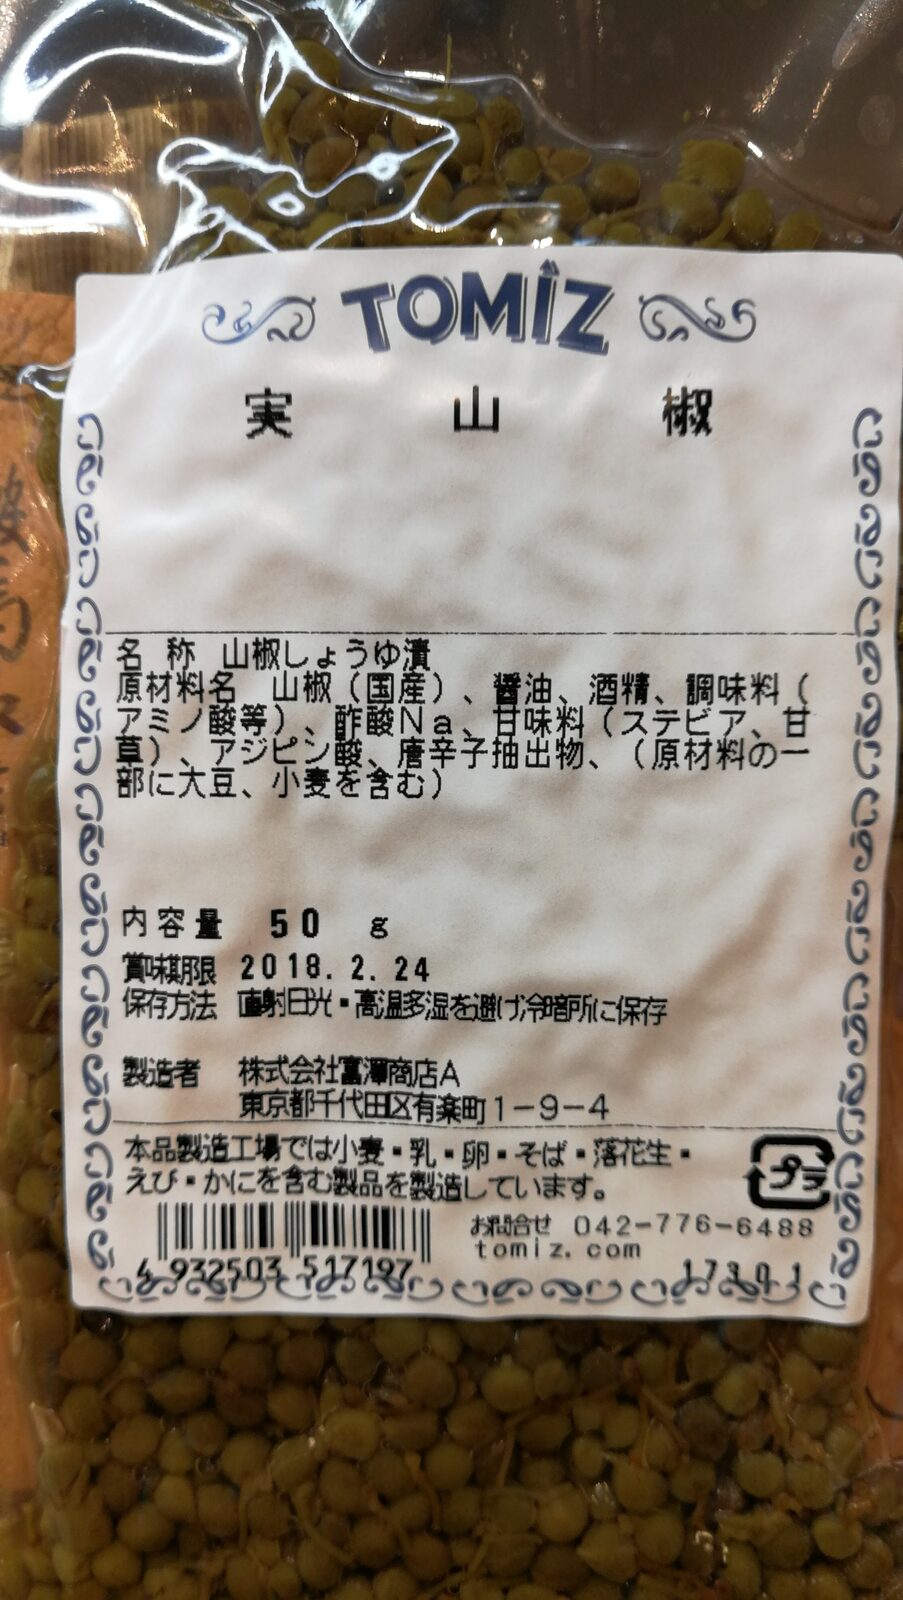 TOMIZ
実 山 椒
名 称 山椒しょうゆ漬
原材料名 山椒（国産）、醤油、酒精、調味料（
アミノ酸等）、酢酸Ｎａ、甘味料（ステビア、甘
草）、アジピン酸、唐辛子抽出物、（原材料の一
部に大豆、小麦を含む）
内容量 50 g
賞味期限 2018.2.24
保存方法 直射日光・高温多湿を避け冷暗所に保存
製造者 株式会社富澤商店A
東京都千代田区有楽町1-9-4
本品製造工場では小麦・乳・卵・そば・落花生・
えび・かにを含む製品を製造しています。
プラ
お問合せ 042-776-6488
tomiz.com
4 932503 517197
17301